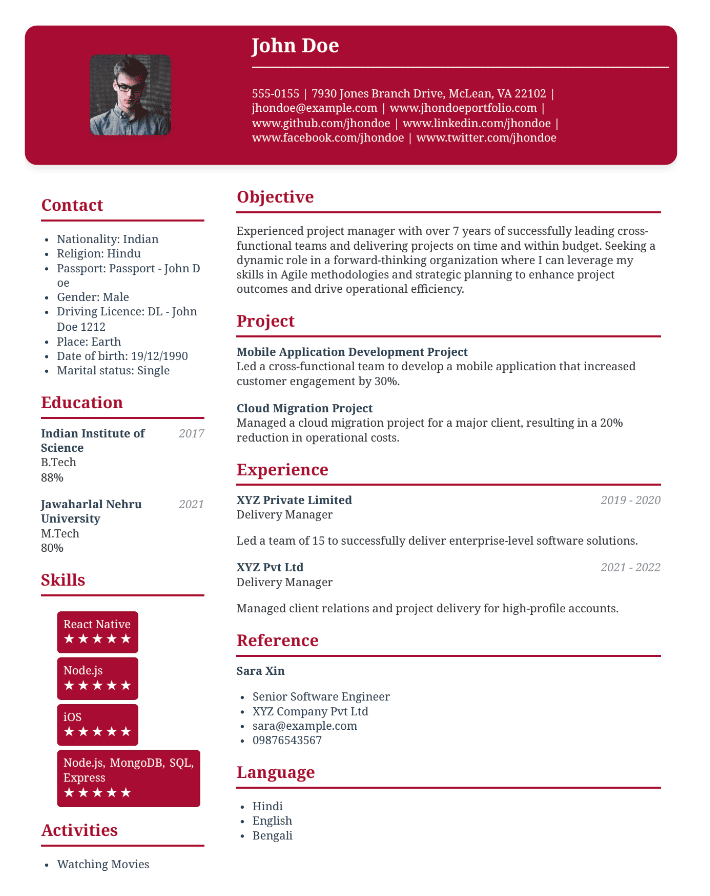 John Doe
555-0155 | 7930 Jones Branch Drive, McLean, VA 22102 |
jhondoe@example.com | www.jhondoeportfolio.com |
www.github.com/jhondoe | www.linkedin.com/jhondoe |
www.facebook.com/jhondoe | www.twitter.com/jhondoe
Contact
• Nationality: Indian
• Religion: Hindu
• Passport: Passport - John D
oe
• Gender: Male
• Driving Licence: DL - John
Doe 1212
• Place: Earth
• Date of birth: 19/12/1990
• Marital status: Single
Education
Indian Institute of 2017
Science
B.Tech
88%
Jawaharlal Nehru 2021
University
M.Tech
80%
Skills
React Native
★ ★ ★ ★ ★
Node.js
★ ★ ★ ★ ★
iOS
★ ★ ★ ★ ★
Node.js, MongoDB, SQL,
Express
★ ★ ★ ★ ★
Activities
• Watching Movies
Objective
Experienced project manager with over 7 years of successfully leading cross-
functional teams and delivering projects on time and within budget. Seeking a
dynamic role in a forward-thinking organization where I can leverage my
skills in Agile methodologies and strategic planning to enhance project
outcomes and drive operational efficiency.
Project
Mobile Application Development Project
Led a cross-functional team to develop a mobile application that increased
customer engagement by 30%.
Cloud Migration Project
Managed a cloud migration project for a major client, resulting in a 20%
reduction in operational costs.
Experience
XYZ Private Limited 2019 - 2020
Delivery Manager
Led a team of 15 to successfully deliver enterprise-level software solutions.
XYZ Pvt Ltd 2021 - 2022
Delivery Manager
Managed client relations and project delivery for high-profile accounts.
Reference
Sara Xin
• Senior Software Engineer
• XYZ Company Pvt Ltd
• sara@example.com
• 09876543567
Language
• Hindi
• English
• Bengali